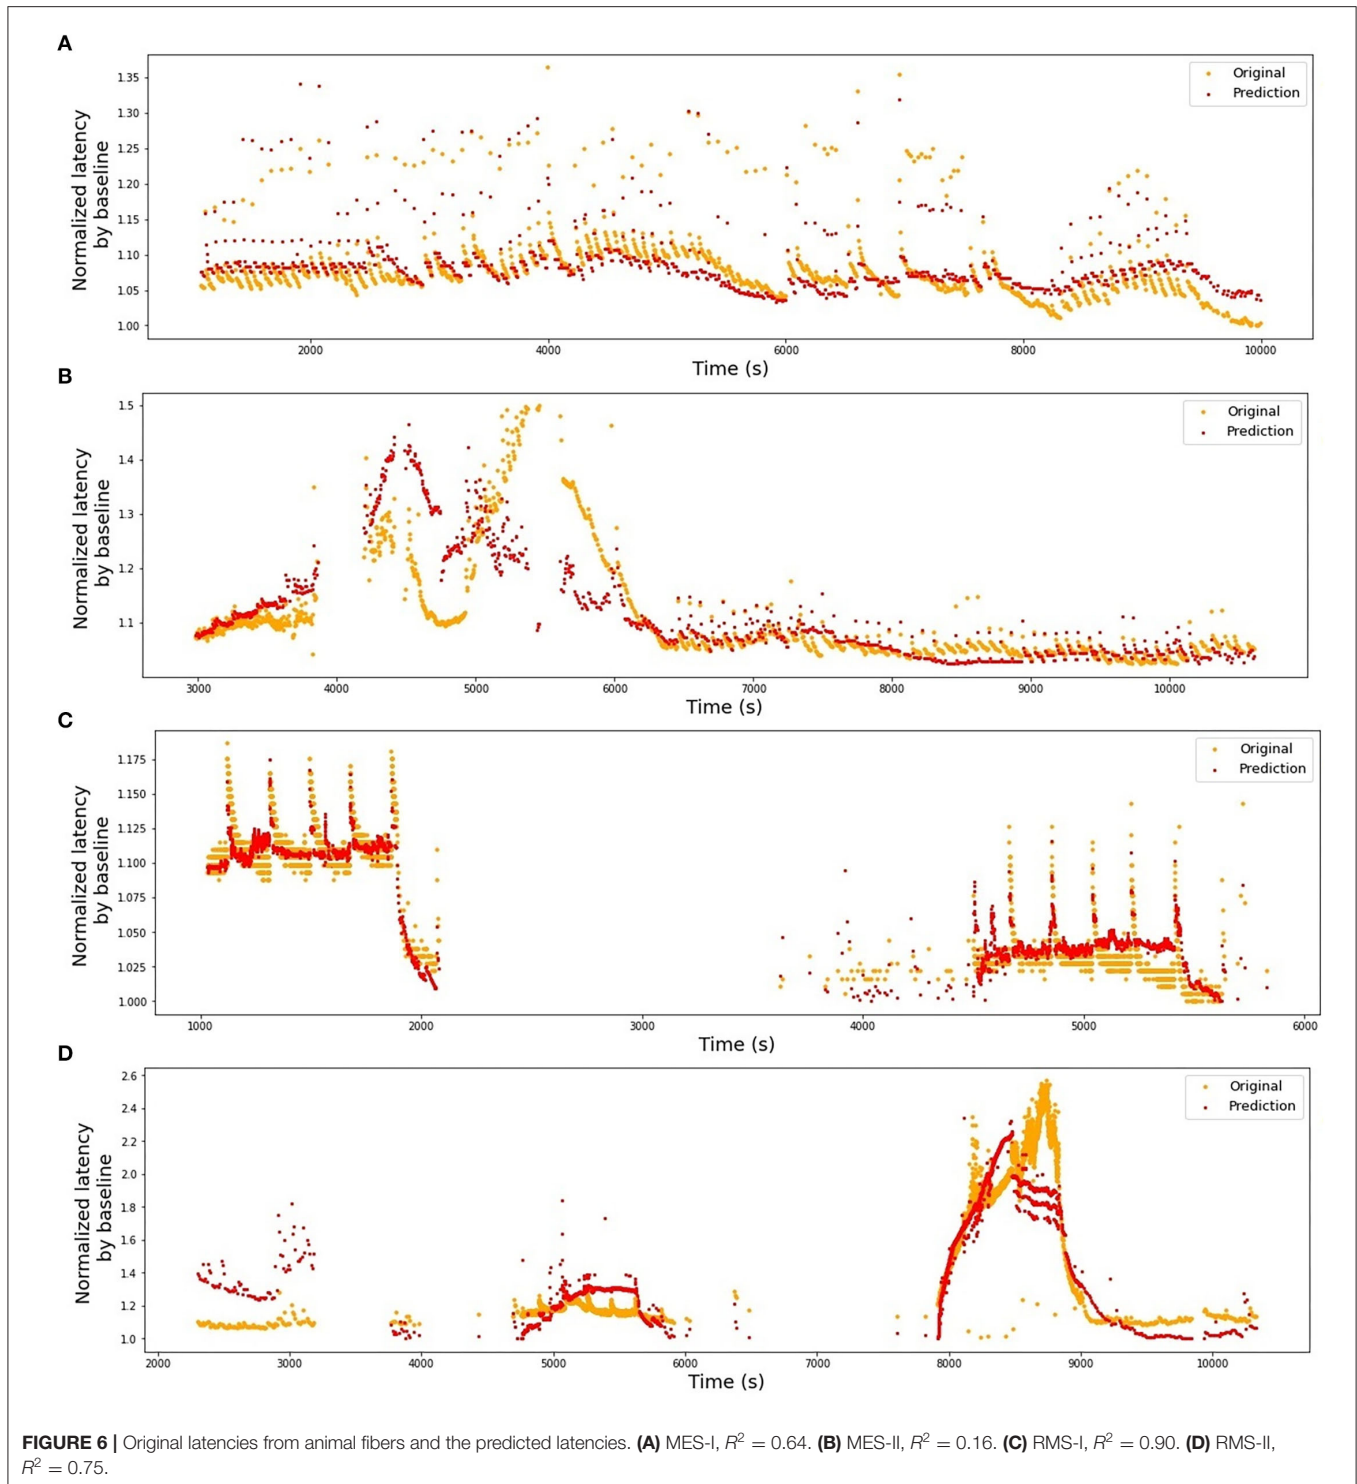 A
Normalized latency
by baseline
1.35
1.30
1.25
1.20
1.15
1.10
1.05
1.00
Original
Prediction
2000
4000
6000
8000
10000
Time (s)
B
Normalized latency
by baseline
1.5
1.4
1.3
1.2
1.1
Original
Prediction
3000
4000
5000
6000
7000
8000
9000
10000
Time (s)
C
Normalized latency
by baseline
1.175
1.150
1.125
1.100
1.075
1.050
1.025
1.000
Original
Prediction
1000
2000
3000
4000
5000
6000
Time (s)
D
Normalized latency
by baseline
2.6
2.4
2.2
2.0
1.8
1.6
1.4
1.2
1.0
Original
Prediction
2000
3000
4000
5000
6000
7000
8000
9000
10000
Time (s)
FIGURE 6 | Original latencies from animal fibers and the predicted latencies. (A) MES-I, R² = 0.64. (B) MES-II, R² = 0.16. (C) RMS-I, R² = 0.90. (D) RMS-II,
R² = 0.75.